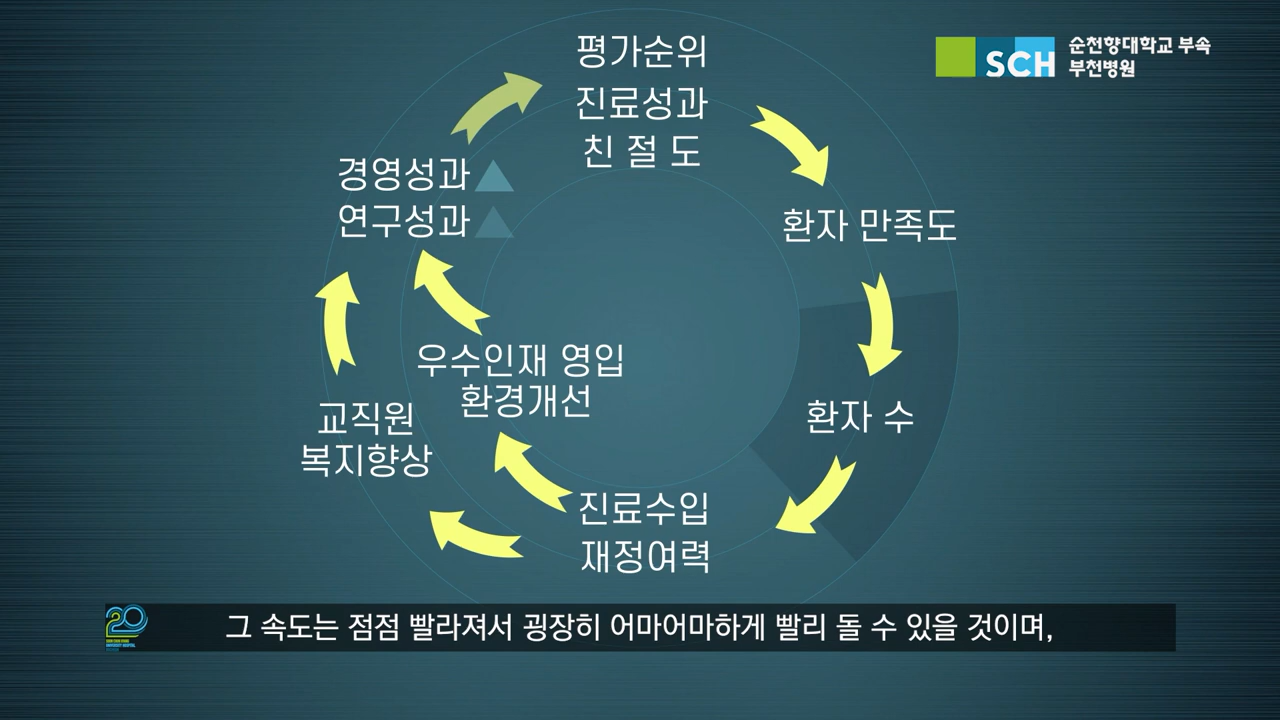 평가순위
진료성과
친 절 도
SCH
순천향대학교 부속
부천병원
경영성과
연구성과
환자 만족도
우수인재 영입
환경개선
환자 수
교직원
복지향상
진료수입
재정여력
20
그 속도는 점점 빨라져서 굉장히 어마어마하게 빨리 돌 수 있을 것이며,